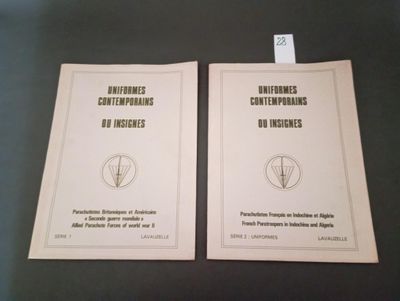 28
UNIFORMES
CONTEMPORAINS
OU INSIGNES
Parachutistes Britanniques et Américains
« Seconde guerre mondiale »
Allied Parachute Forces of world war II
SÉRIE 1
LAVAUZELLE
UNIFORMES
CONTEMPORAINS
OU INSIGNES
Parachutistes Français en Indochine et Algérie
French Paratroopers in Indochina and Algeria
SÉRIE 2 : UNIFORMES
LAVAUZELLE